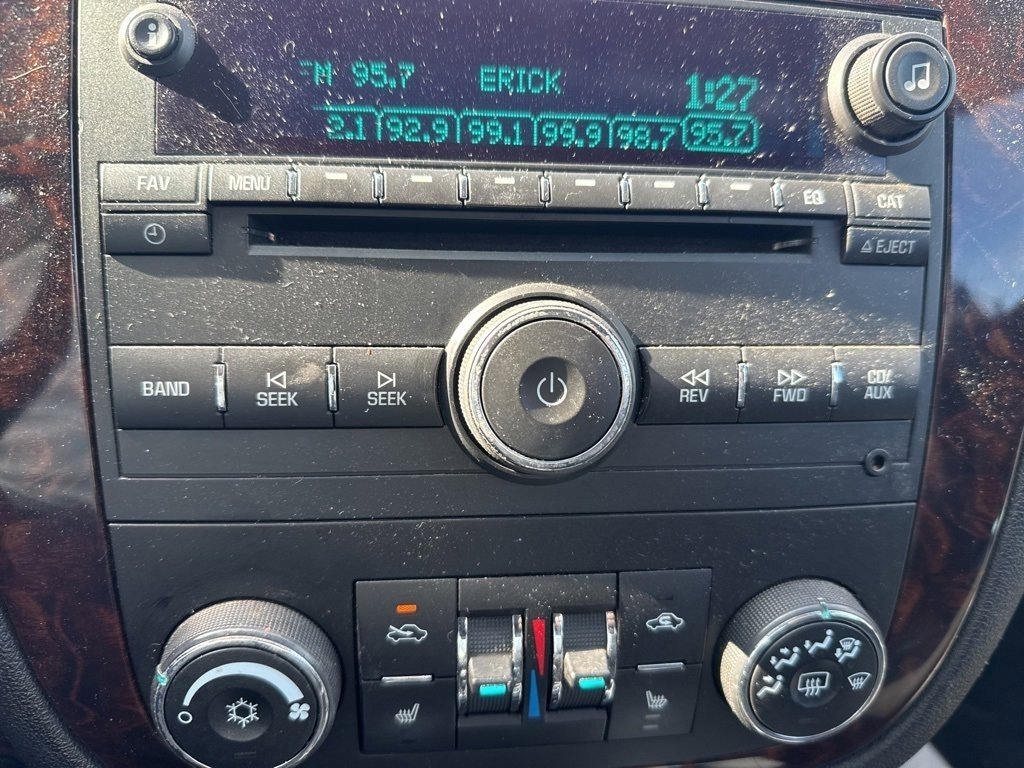 FM 95.7 ERICK 1:27
2.1 92.9 99.1 99.9 98.7 95.7
FAV MENU EQ CAT
EJECT
BAND SEEK SEEK REV FWD CD/
AUX